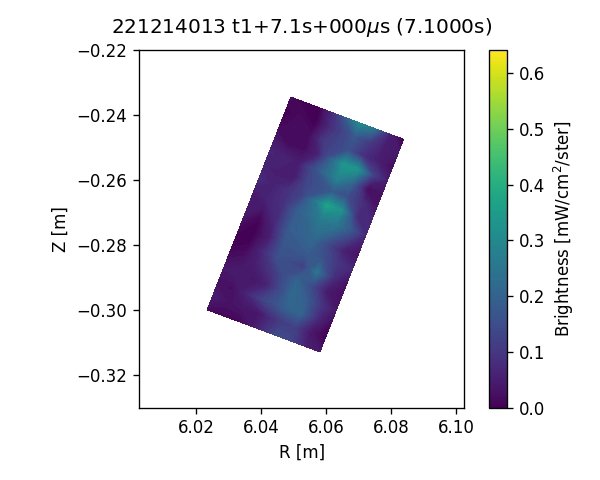 221214013 t1+7.1s+000μs (7.1000s)
−0.22
−0.24
−0.26
−0.28
−0.30
−0.32
Z [m]
6.02 6.04 6.06 6.08 6.10
R [m]
0.6
0.5
0.4
0.3
0.2
0.1
0.0
Brightness [mW/cm²/ster]